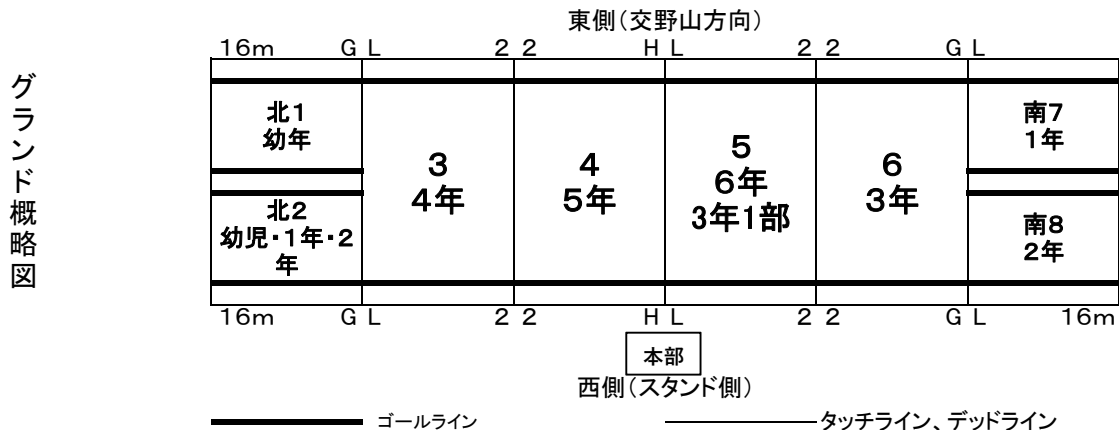 東側（交野山方向）
16m GL 22 HL 22 GL
グランド概略図
北1
幼年
北2
幼児・1年・2
年
3
4年
4
5年
5
6年
3年1部
6
3年
南7
1年
南8
2年
16m GL 22 HL 22 GL 16m
本部
西側（スタンド側）
ゴールライン タッチライン、デッドライン